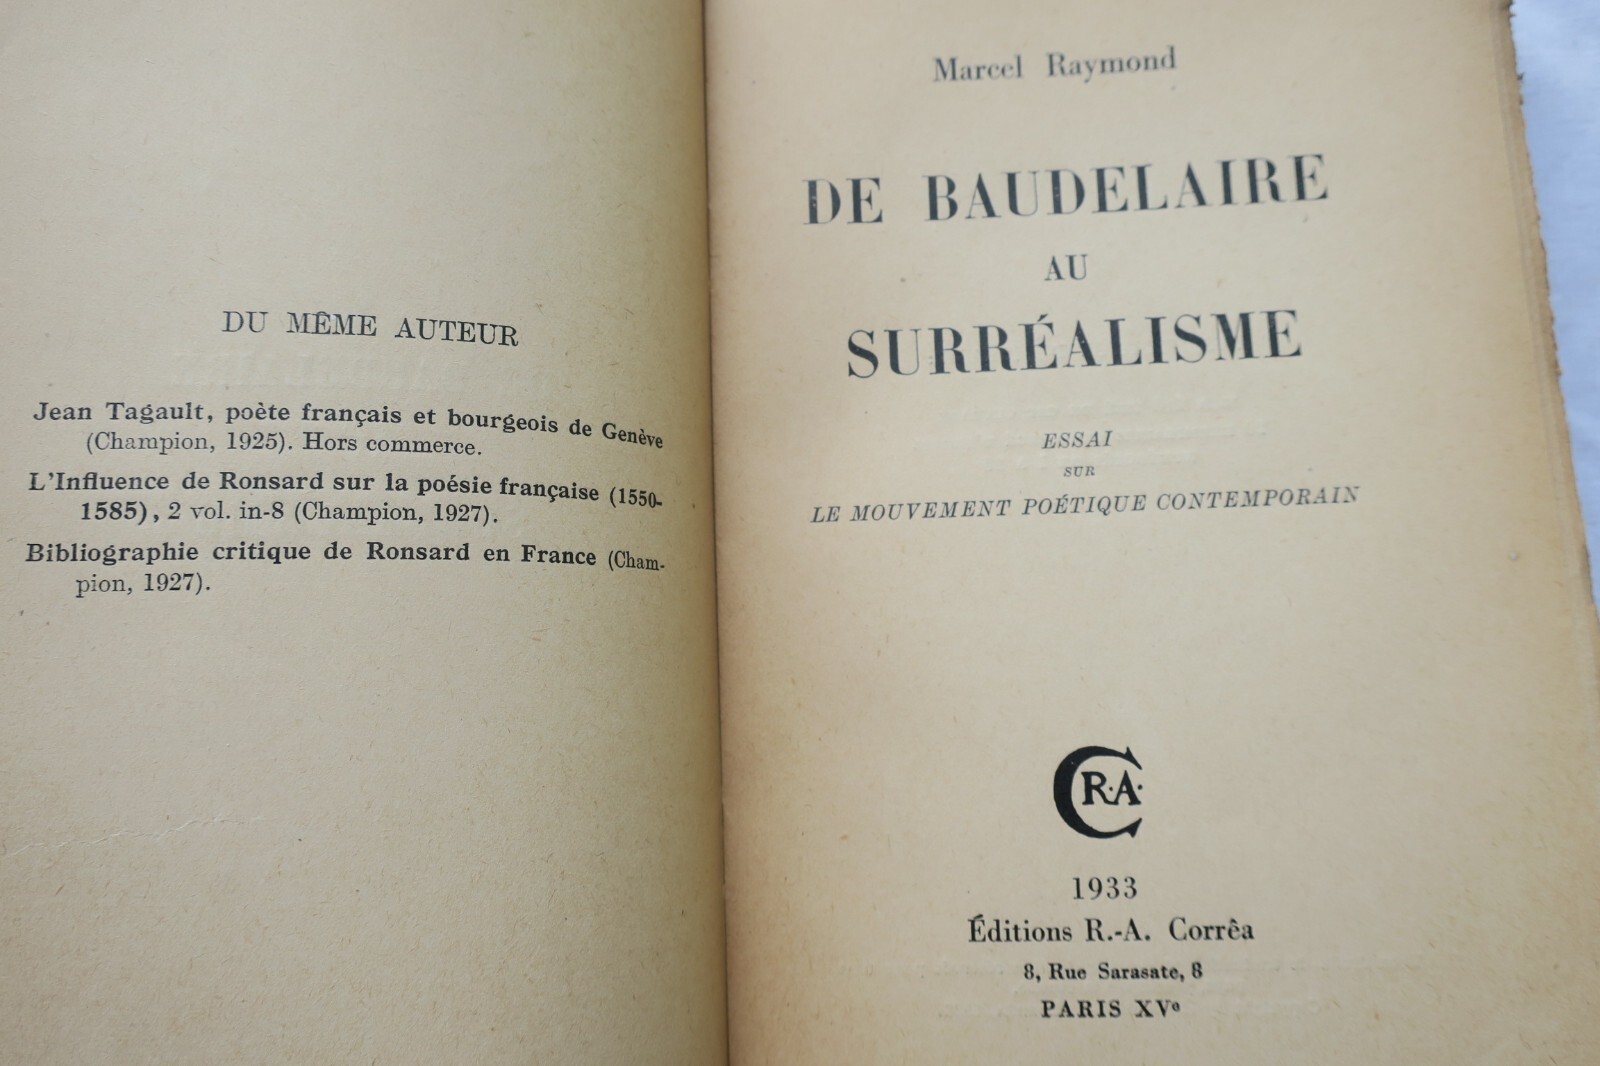 DU MÊME AUTEUR
Jean Tagault, poète français et bourgeois de Genève
(Champion, 1925). Hors commerce.
L'Influence de Ronsard sur la poésie française (1550-
1585), 2 vol. in-8 (Champion, 1927).
Bibliographie critique de Ronsard en France (Cham-
pion, 1927).
Marcel Raymond
DE BAUDELAIRE
AU
SURRÉALISME
ESSAI
SUR
LE MOUVEMENT POÉTIQUE CONTEMPORAIN
C R.A.
1933
Éditions R.-A. Corrêa
8, Rue Sarasate, 8
PARIS XVe